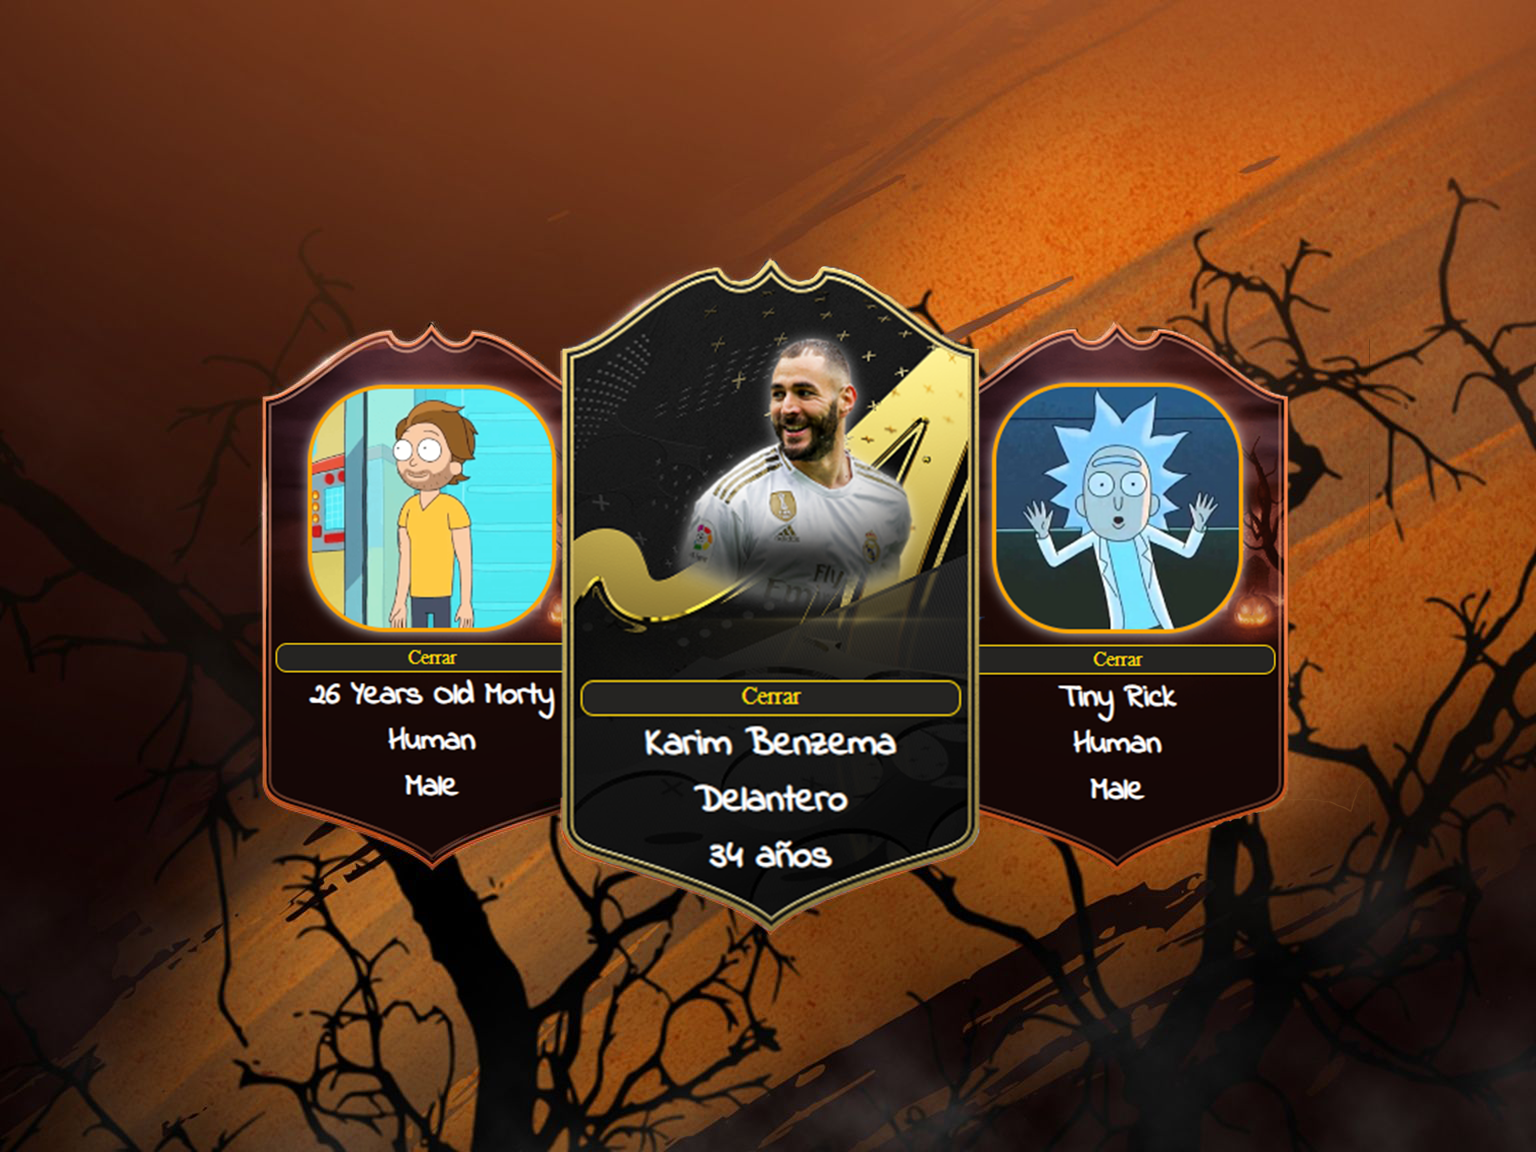 Cerrar
26 Years Old Morty
Human
Male
Fly
Em
Cerrar
Karim Benzema
Delantero
34 años
Cerrar
Tiny Rick
Human
Male